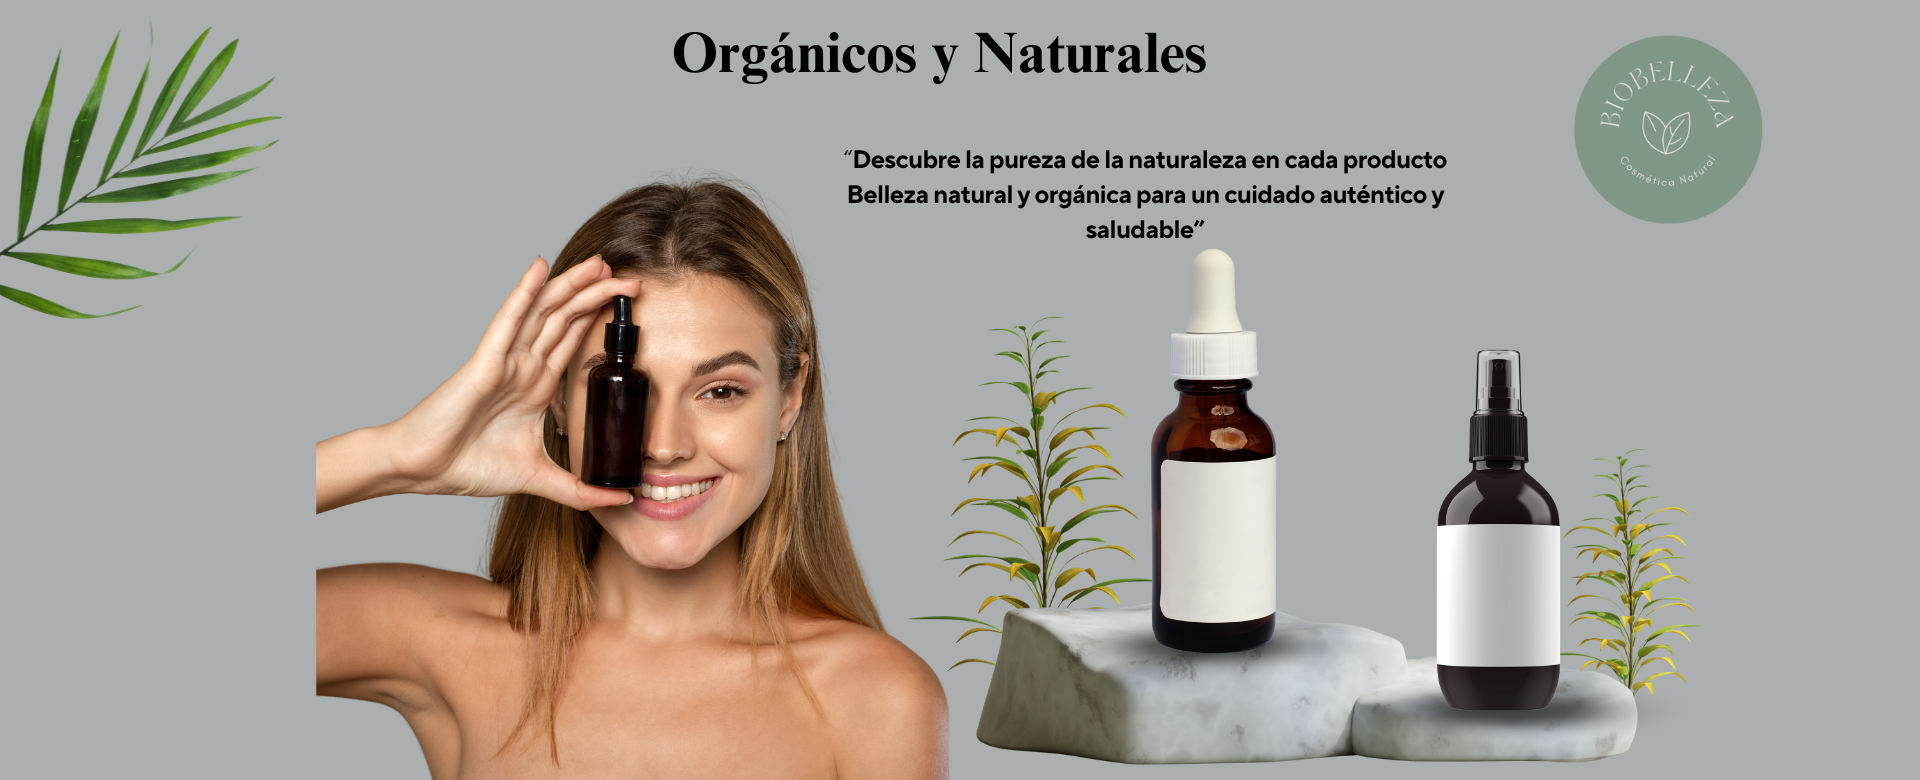 Orgánicos y Naturales
“Descubre la pureza de la naturaleza en cada producto
Belleza natural y orgánica para un cuidado auténtico y
saludable”
BIOBELLEZA
Cosmética Natural